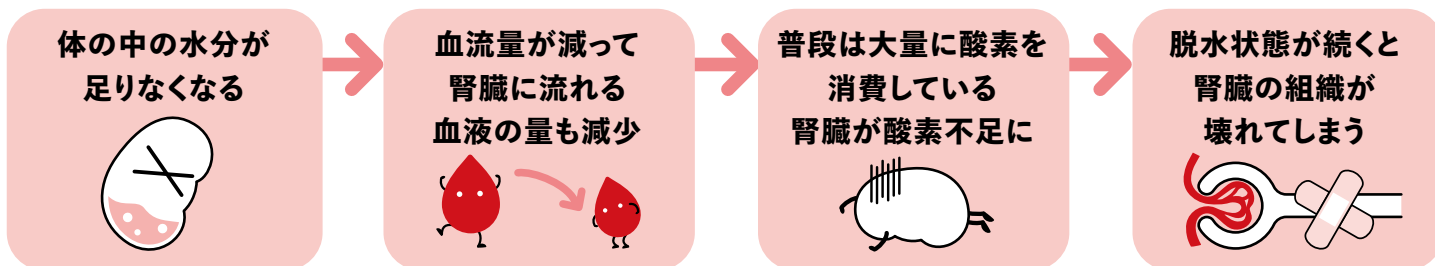 体の中の水分が
足りなくなる
血流量が減って
腎臓に流れる
血液の量も減少
普段は大量に酸素を
消費している
腎臓が酸素不足に
脱水状態が続くと
腎臓の組織が
壊れてしまう